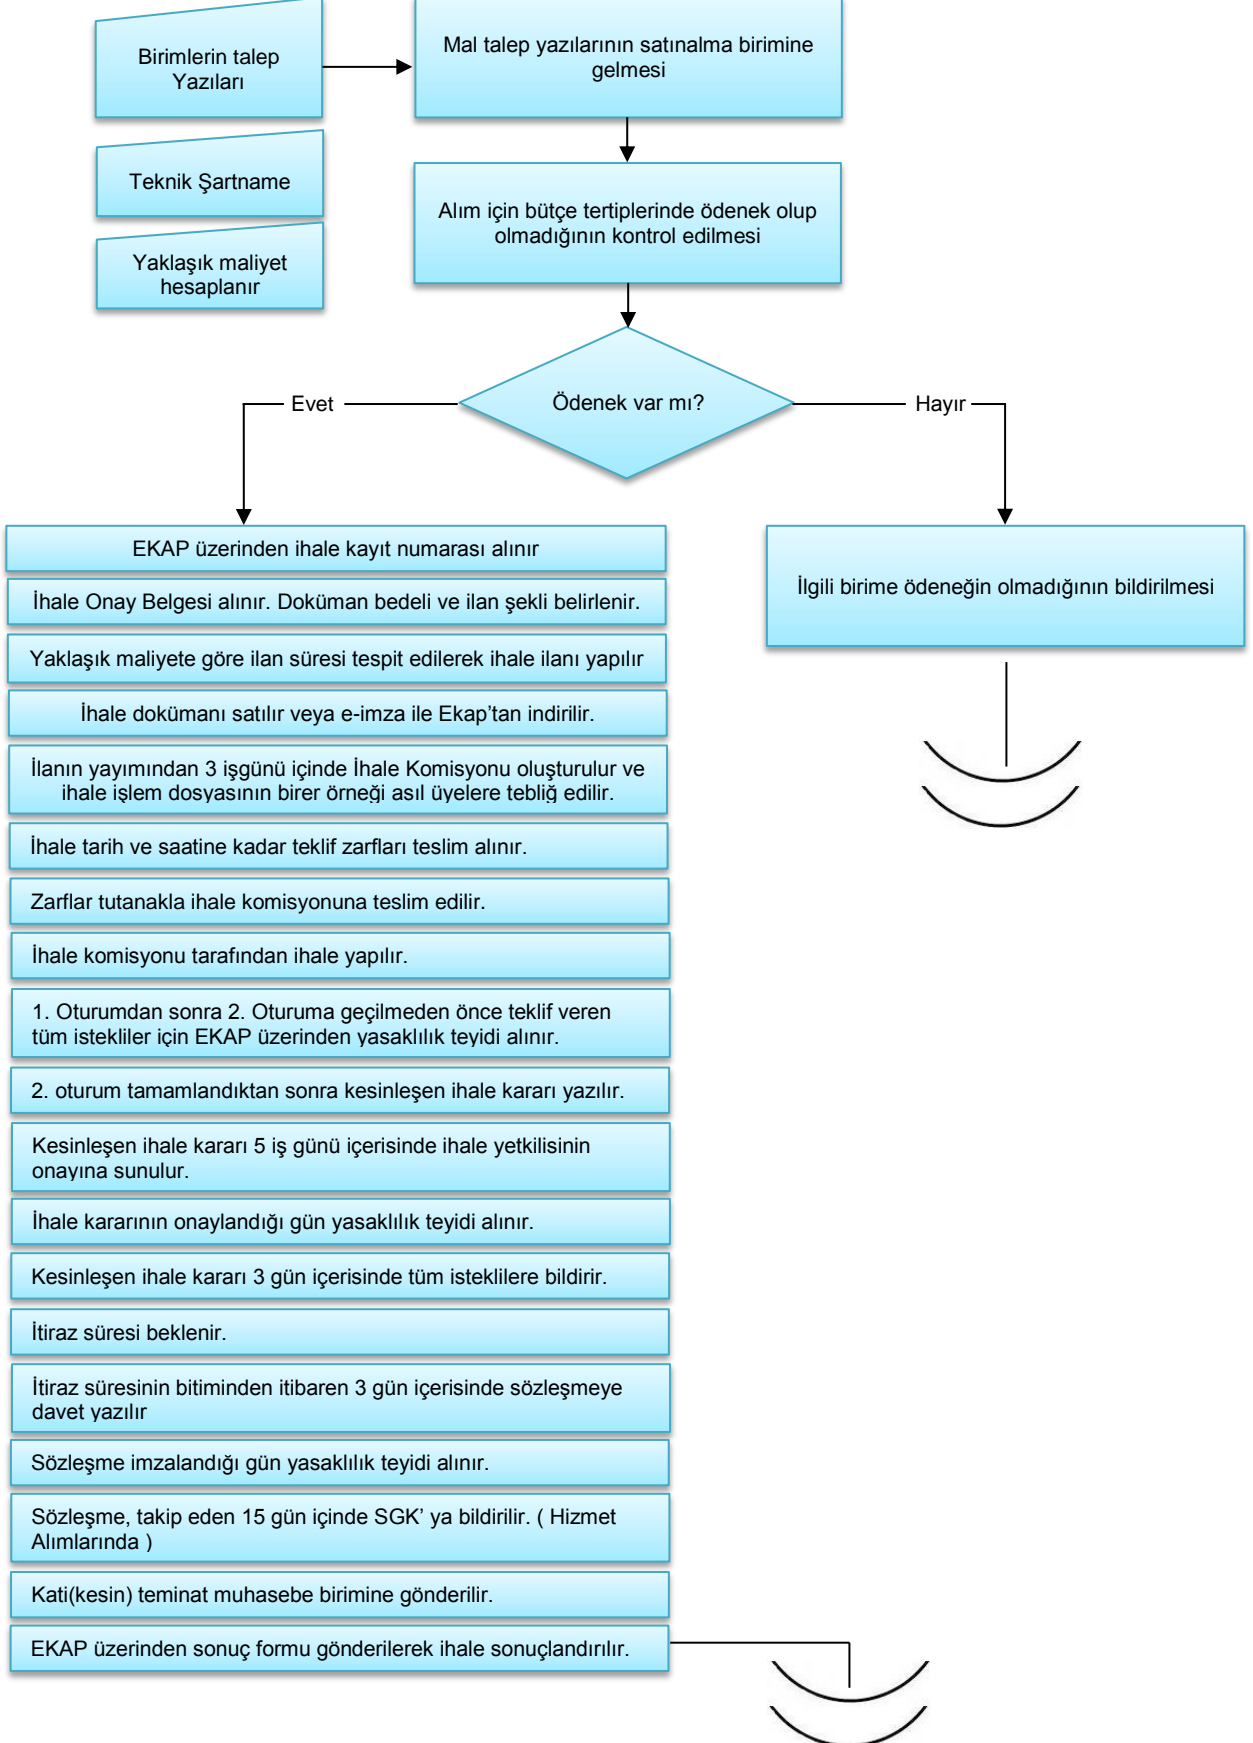 Birimlerin talep
Yazıları
Mal talep yazılarının satınalma birimine
gelmesi
Teknik Şartname
Alım için bütçe tertiplerinde ödenek olup
olmadığının kontrol edilmesi
Yaklaşık maliyet
hesaplanır
Ödenek var mı?
Evet
Hayır
EKAP üzerinden ihale kayıt numarası alınır
İlgili birime ödeneğin olmadığının bildirilmesi
İhale Onay Belgesi alınır. Doküman bedeli ve ilan şekli belirlenir.
Yaklaşık maliyete göre ilan süresi tespit edilerek ihale ilanı yapılır
İhale dokümanı satılır veya e-imza ile Ekap’tan indirilir.
İlanın yayımından 3 işgünü içinde İhale Komisyonu oluşturulur ve
ihale işlem dosyasının birer örneği asıl üyelere tebliğ edilir.
İhale tarih ve saatine kadar teklif zarfları teslim alınır.
Zarflar tutanakla ihale komisyonuna teslim edilir.
İhale komisyonu tarafından ihale yapılır.
1. Oturumdan sonra 2. Oturuma geçilmeden önce teklif veren
tüm istekliler için EKAP üzerinden yasaklılık teyidi alınır.
2. oturum tamamlandıktan sonra kesinleşen ihale kararı yazılır.
Kesinleşen ihale kararı 5 iş günü içerisinde ihale yetkilisinin
onayına sunulur.
İhale kararının onaylandığı gün yasaklılık teyidi alınır.
Kesinleşen ihale kararı 3 gün içerisinde tüm isteklilere bildirir.
İtiraz süresi beklenir.
İtiraz süresinin bitiminden itibaren 3 gün içerisinde sözleşmeye
davet yazılır
Sözleşme imzalandığı gün yasaklılık teyidi alınır.
Sözleşme, takip eden 15 gün içinde SGK’ ya bildirilir. ( Hizmet
Alımlarında )
Kati(kesin) teminat muhasebe birimine gönderilir.
EKAP üzerinden sonuç formu gönderilerek ihale sonuçlandırılır.